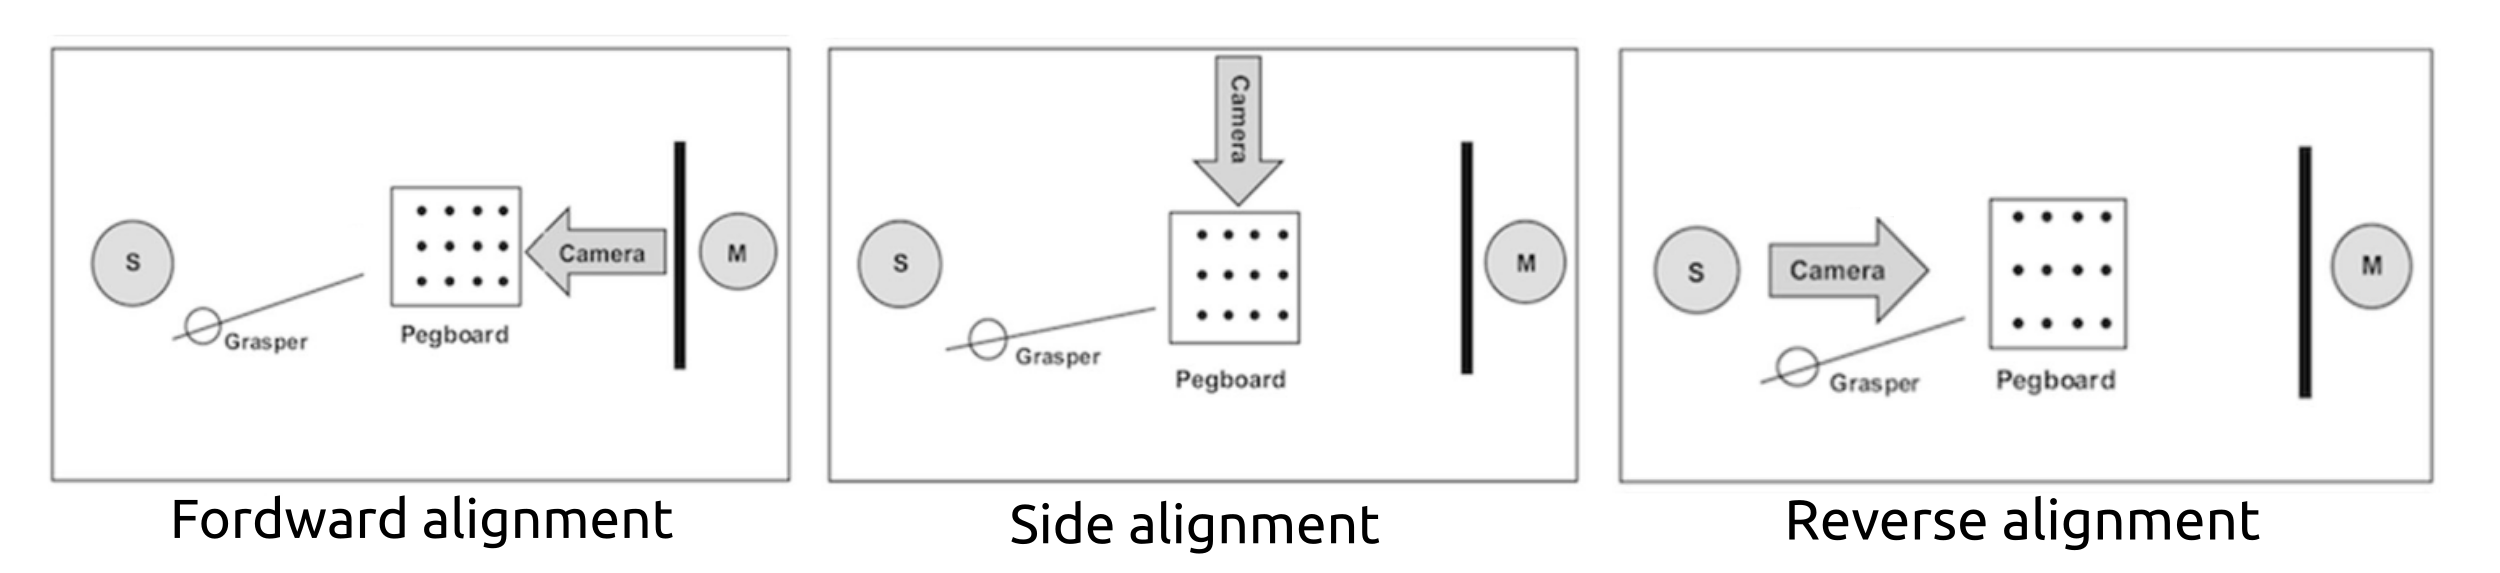 S
Grasper
Pegboard
Camera
M
Fordward alignment
Camera
S
Grasper
Pegboard
M
Side alignment
S
Camera
Grasper
Pegboard
M
Reverse alignment